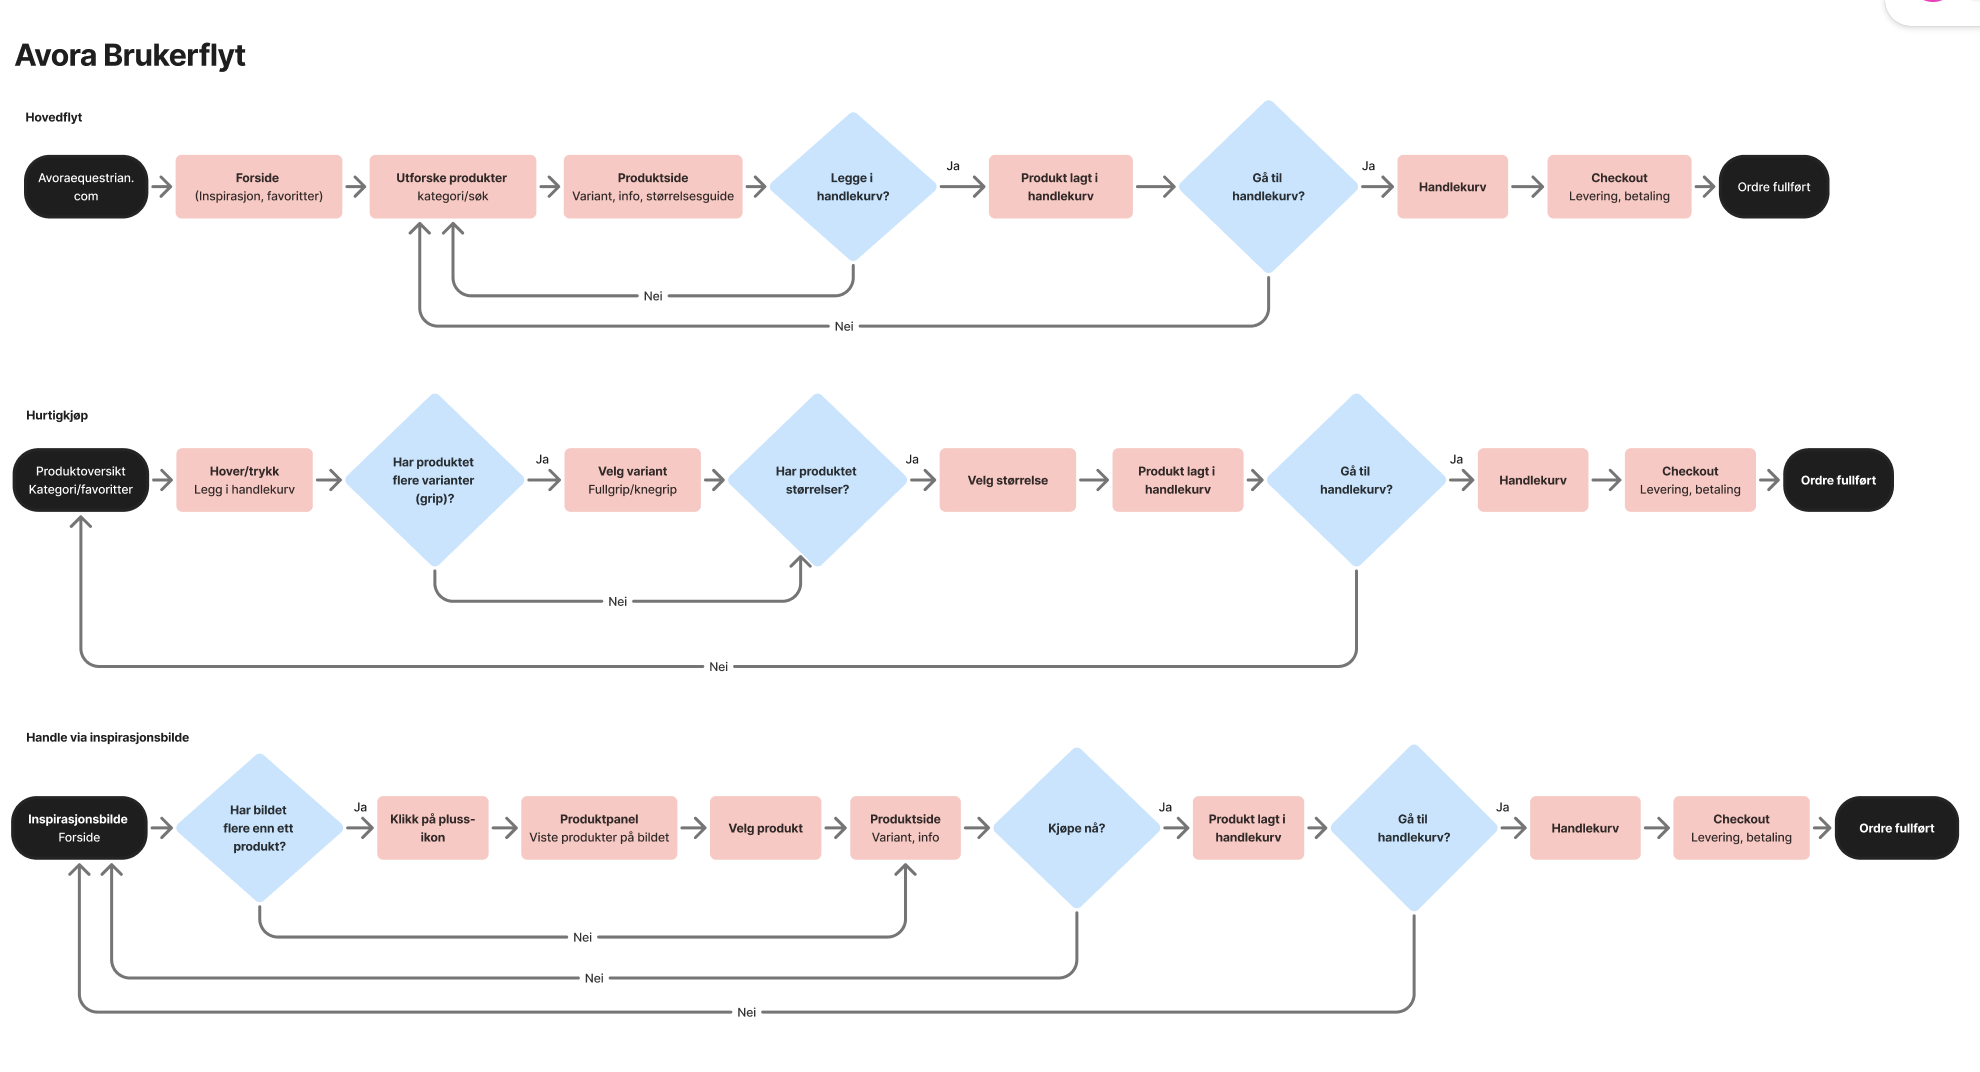 Avora Brukerflyt
Hovedflyt
Avoraequestrian.
com
Forside
(Inspirasjon, favoritter)
Utforske produkter
kategori/søk
Produktside
Variant, info, størrelsesguide
Legge i
handlekurv?
Ja
Produkt lagt i
handlekurv
Gå til
handlekurv?
Ja
Handlekurv
Checkout
Levering, betaling
Ordre fullført
Nei
Nei
Hurtigkjøp
Produktoversikt
Kategori/favoritter
Hover/trykk
Legg i handlekurv
Har produktet
flere varianter
(grip)?
Ja
Velg variant
Fullgrip/knegrip
Har produktet
størrelser?
Ja
Velg størrelse
Produkt lagt i
handlekurv
Gå til
handlekurv?
Ja
Handlekurv
Checkout
Levering, betaling
Ordre fullført
Nei
Nei
Handle via inspirasjonsbilde
Inspirasjonsbilde
Forside
Har bildet
flere enn ett
produkt?
Ja
Klikk på pluss-
ikon
Produktpanel
Viste produkter på bildet
Velg produkt
Produktside
Variant, info
Kjøpe nå?
Ja
Produkt lagt i
handlekurv
Gå til
handlekurv?
Ja
Handlekurv
Checkout
Levering, betaling
Ordre fullført
Nei
Nei
Nei